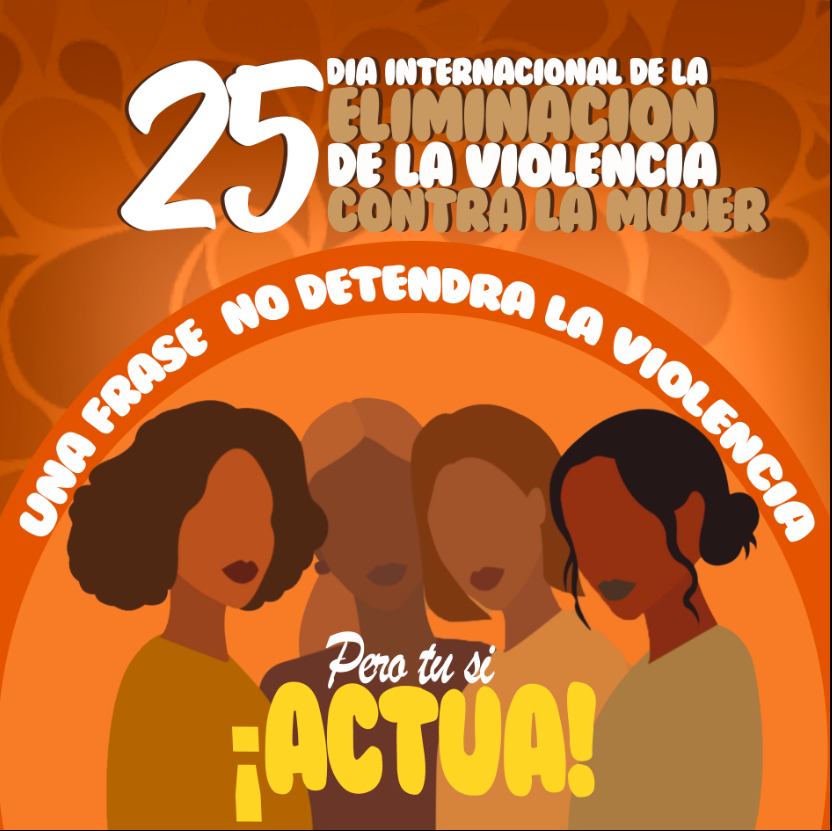 25
DIA INTERNACIONAL DE LA
ELIMINACION
DE LA VIOLENCIA
CONTRA LA MUJER
UNA FRASE NO DETENDRA LA VIOLENCIA
Pero tu si
¡ACTUA!